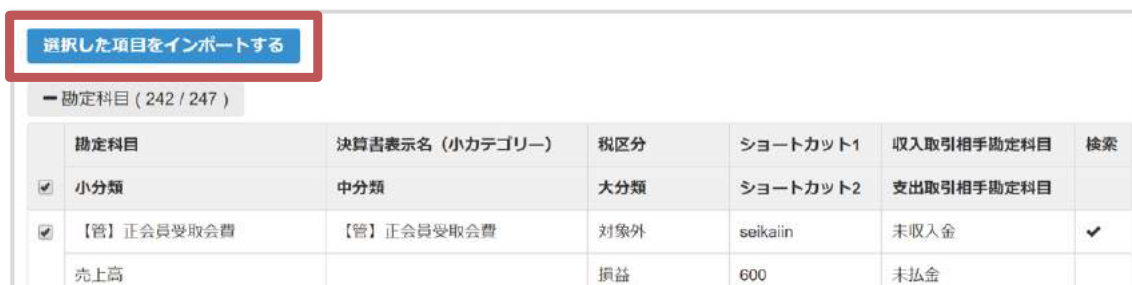 選択した項目をインポートする
勘定科目 ( 242 / 247 )
勘定科目 決算書表示名（小カテゴリー） 税区分 ショートカット1 収入取引相手勘定科目 検索
小分類 中分類 大分類 ショートカット2 支出取引相手勘定科目
【管】正会員受取会費 【管】正会員受取会費 対象外 seikaiin 未収入金
売上高 損益 600 未払金